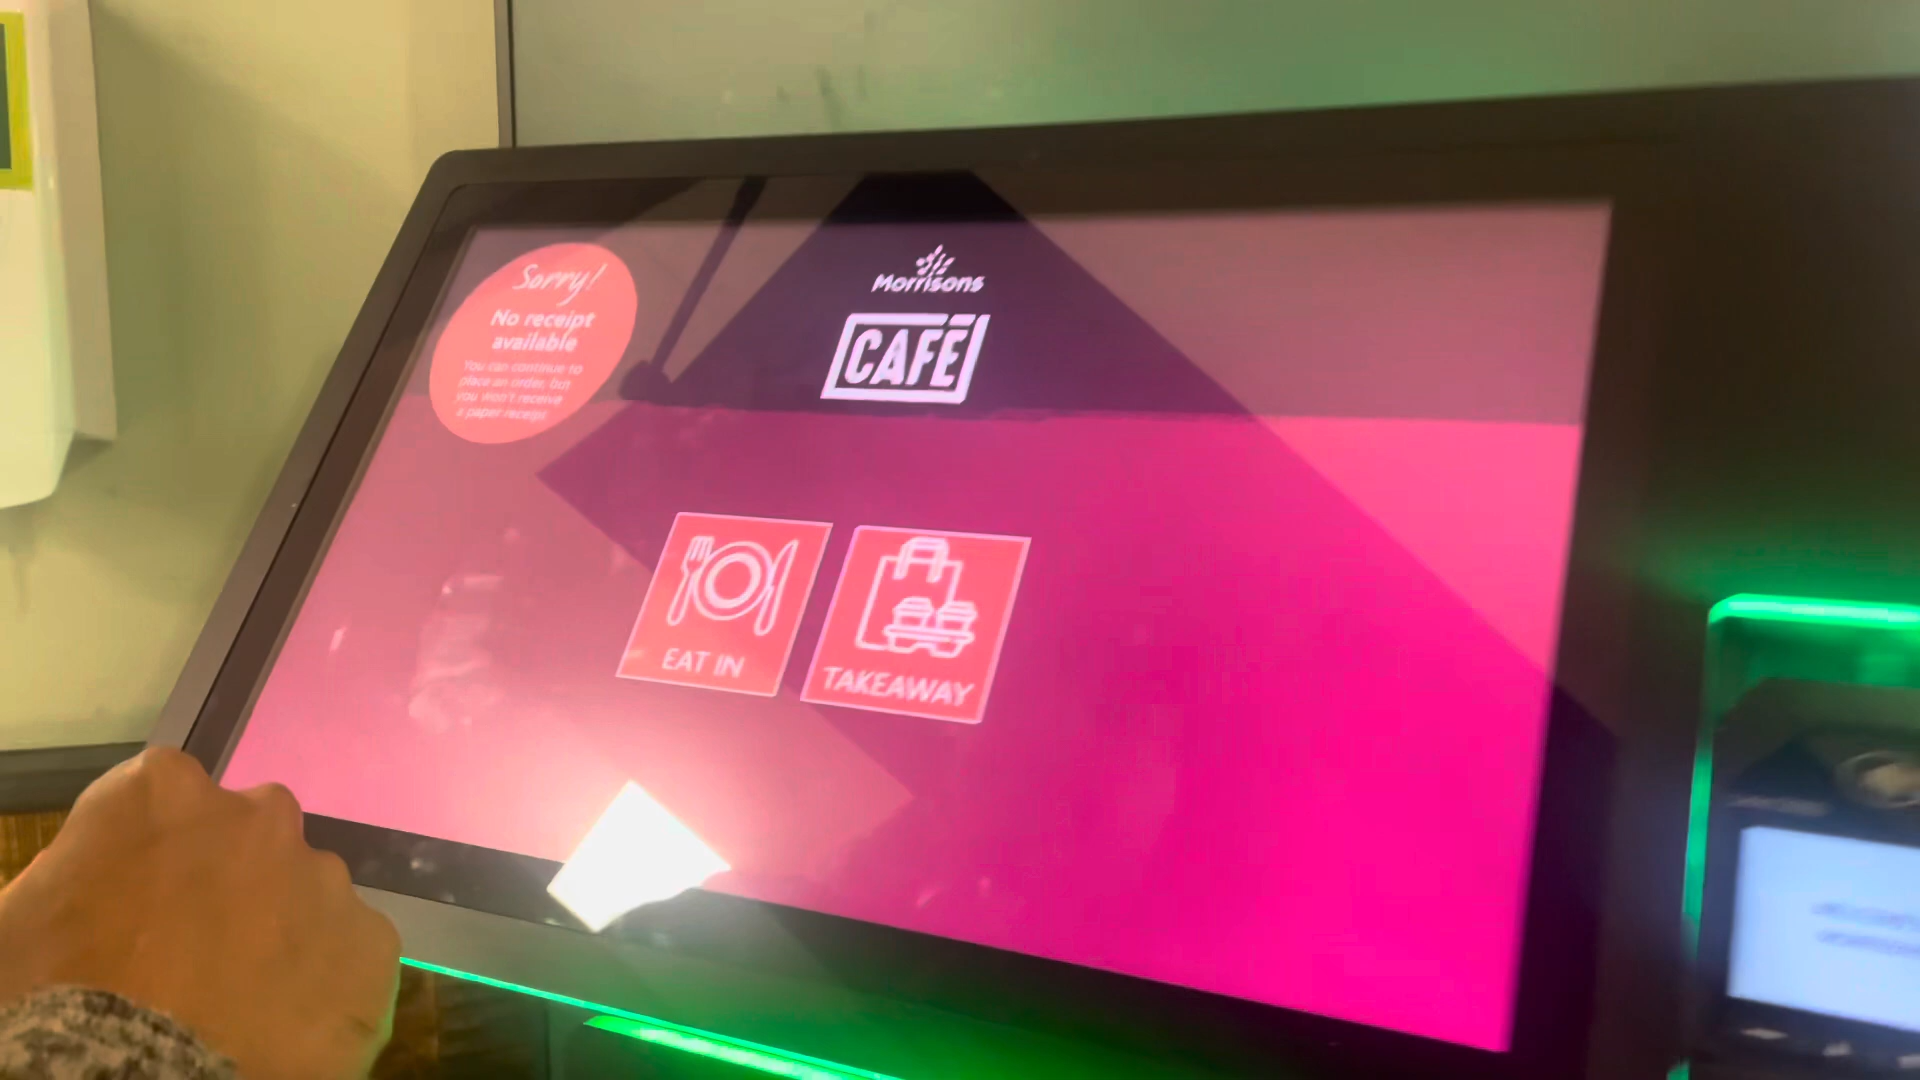 Sorry!
No receipt
available
You can continue to
place an order, but
you won't receive
a paper receipt
Morrisons
CAFÉ
EAT IN
TAKEAWAY